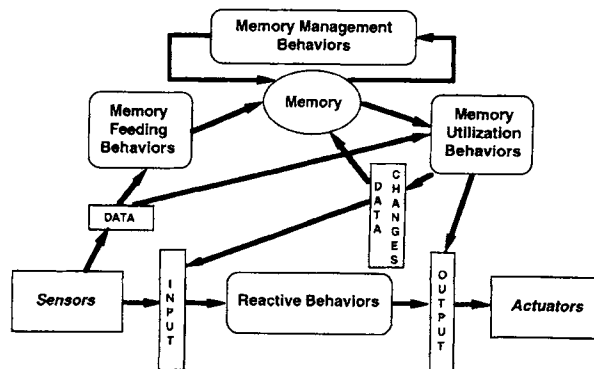 Memory Management
Behaviors
Memory
Memory
Feeding
Behaviors
Memory
Utilization
Behaviors
DATA
DATA
CHANGES
Sensors
INPUT
Reactive Behaviors
OUTPUT
Actuators